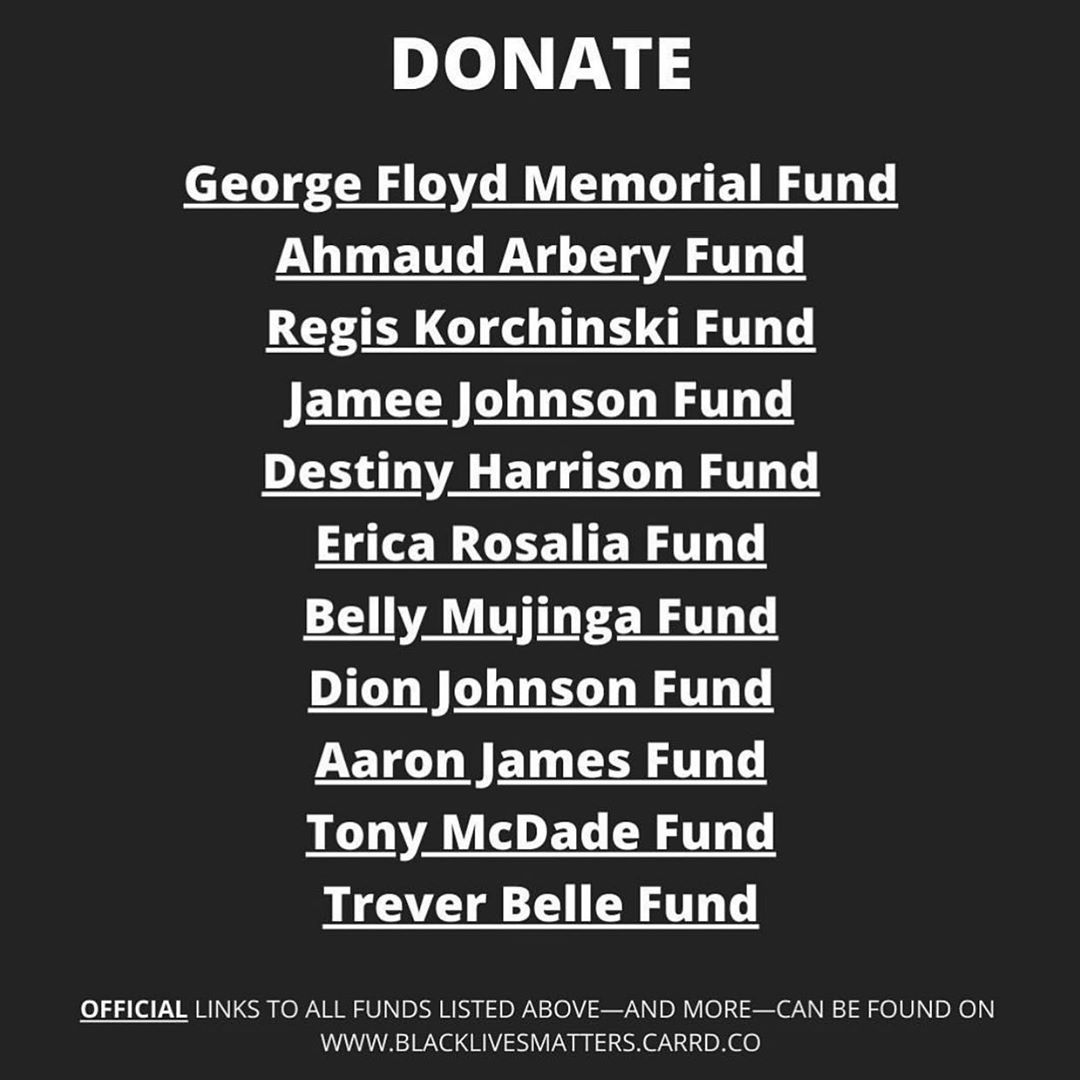 DONATE
George Floyd Memorial Fund
Ahmaud Arbery Fund
Regis Korchinski Fund
Jamee Johnson Fund
Destiny Harrison Fund
Erica Rosalia Fund
Belly Mujinga Fund
Dion Johnson Fund
Aaron James Fund
Tony McDade Fund
Trever Belle Fund
OFFICIAL LINKS TO ALL FUNDS LISTED ABOVE—AND MORE—CAN BE FOUND ON
WWW.BLACKLIVESMATTERS.CARRD.CO